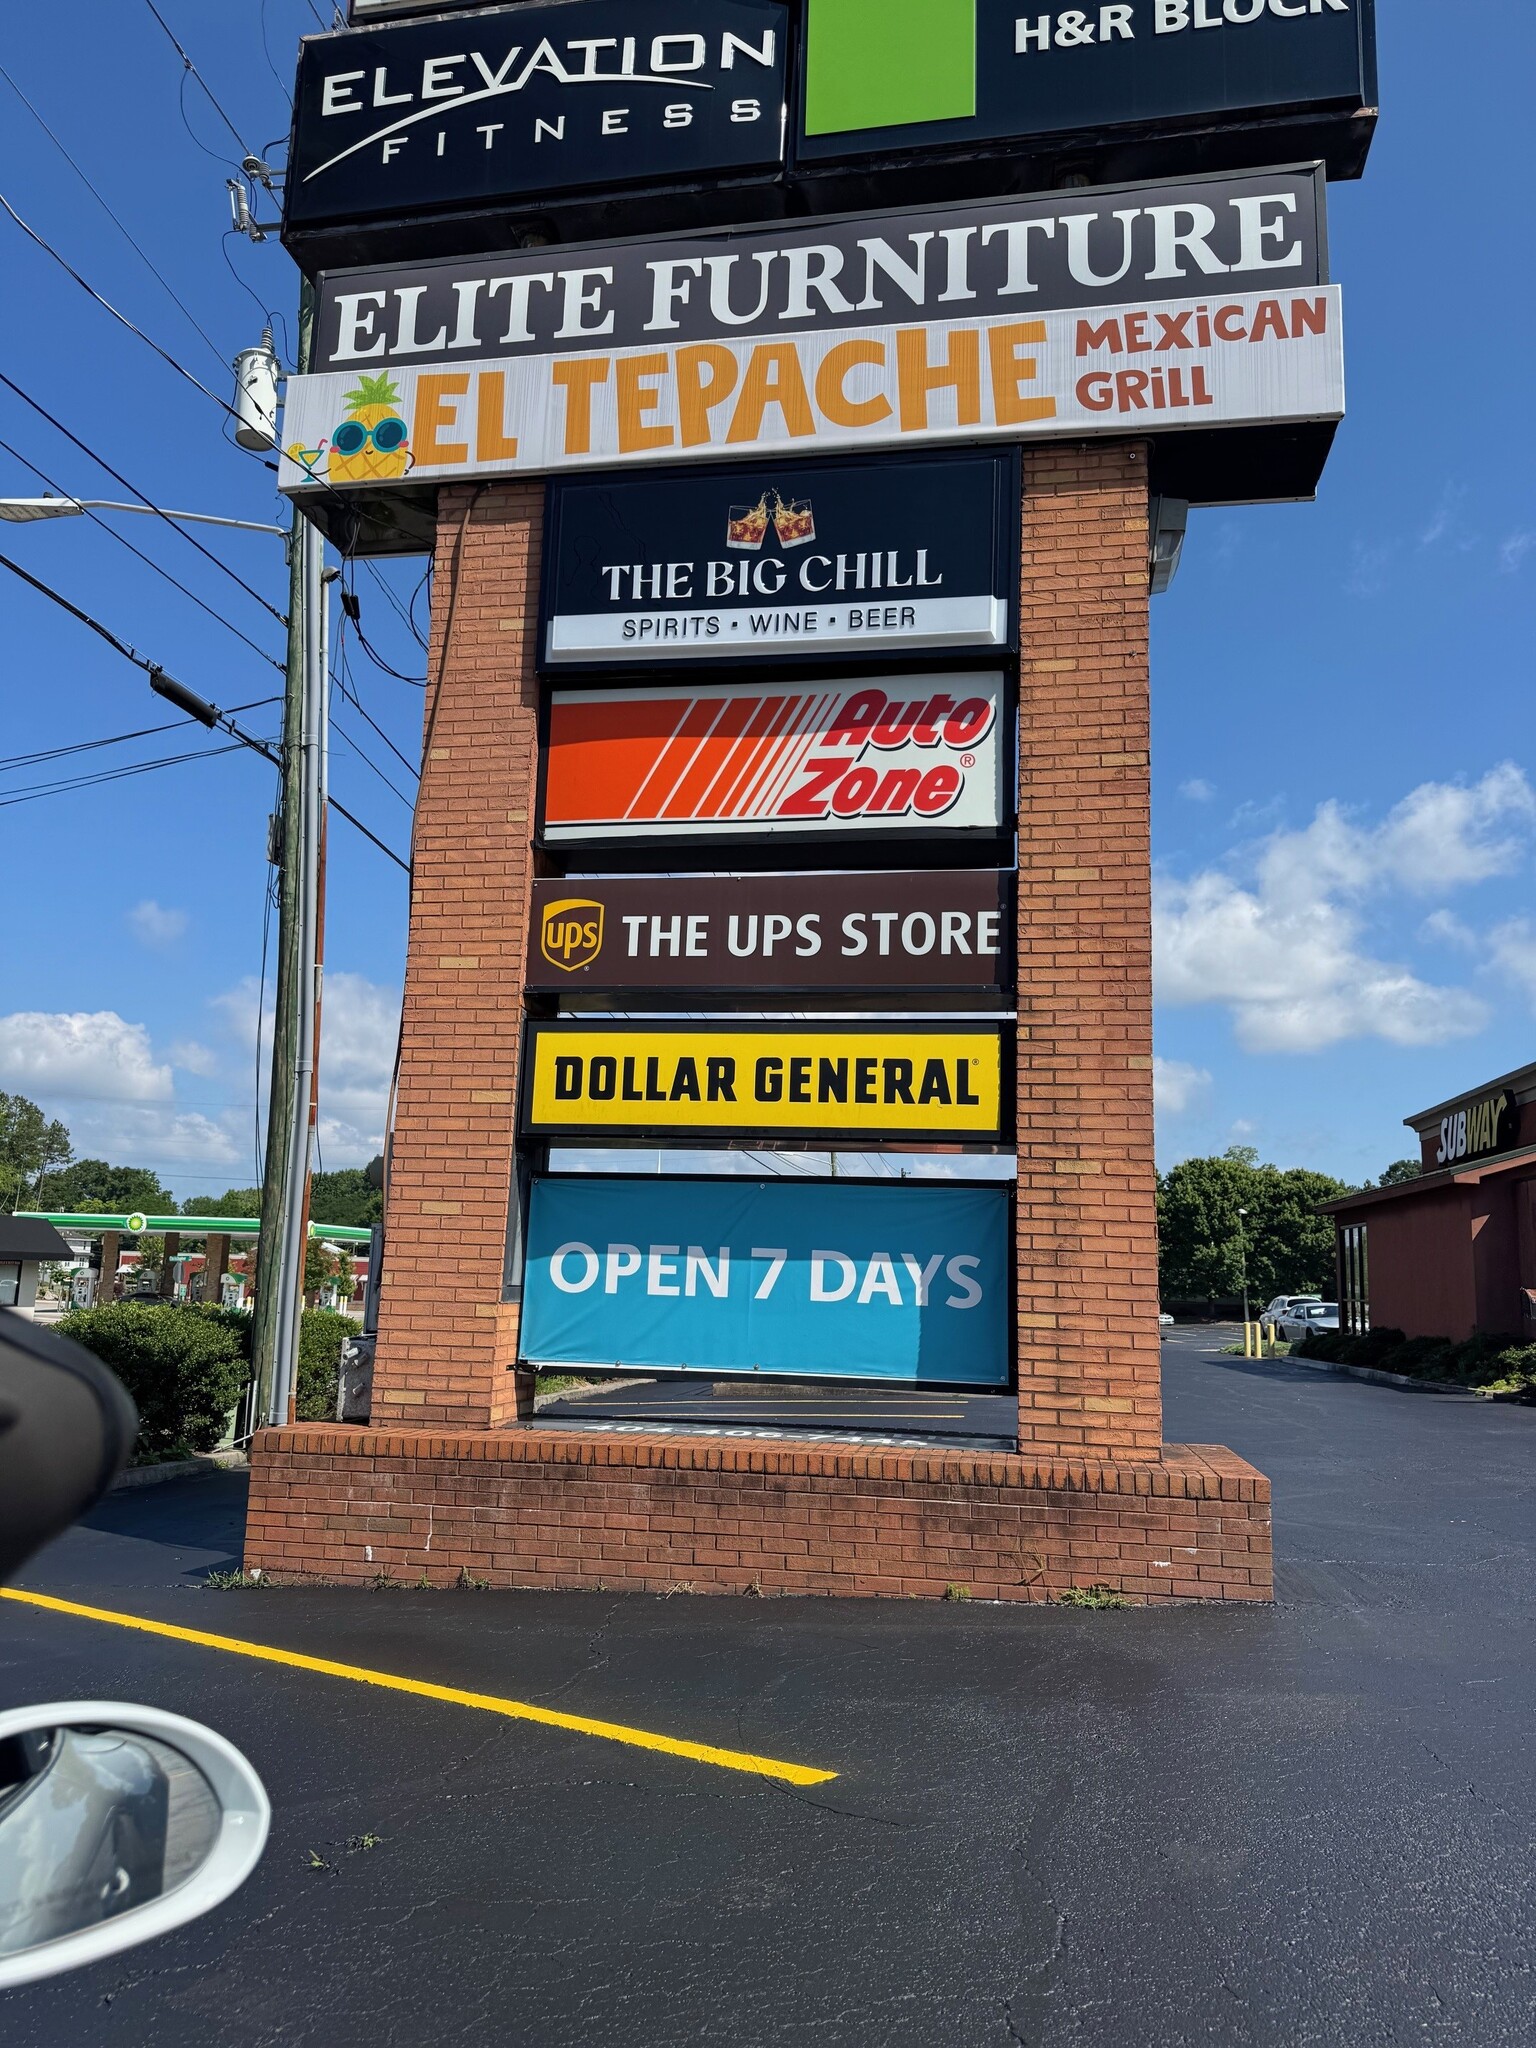 ELEVATION
FITNESS
H&R BLOCK
ELITE FURNITURE
EL TEPACHE
MEXiCAN
GRiLL
THE BIG CHILL
SPIRITS · WINE · BEER
Auto
Zone®
ups
THE UPS STORE
DOLLAR GENERAL
OPEN 7 DAYS
SUBWAY
bp